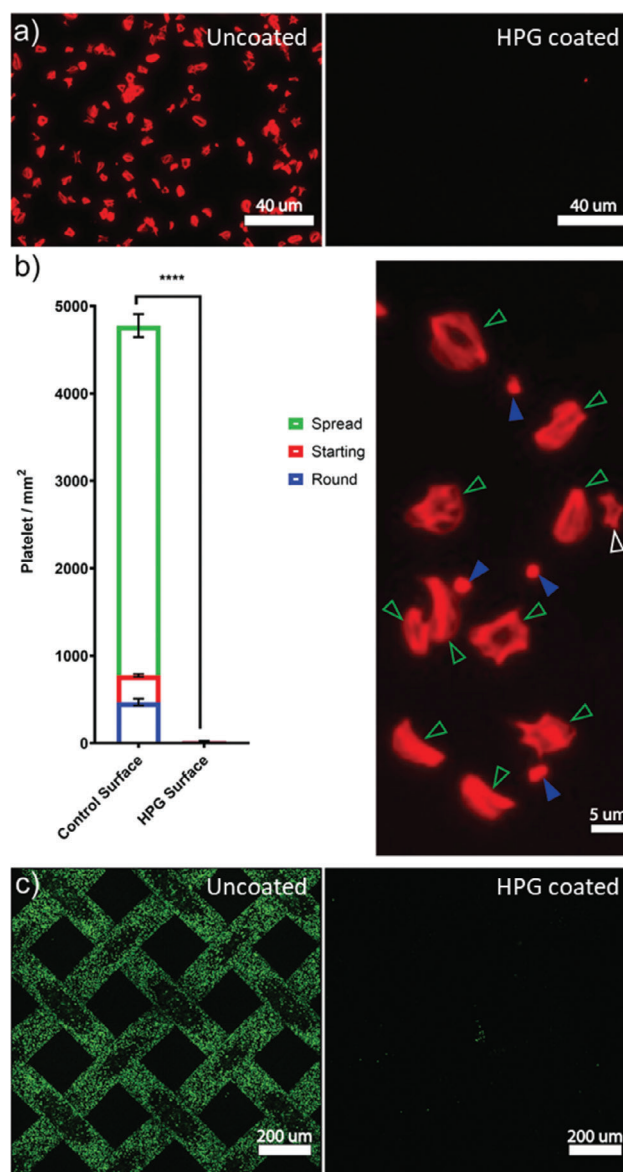 a)
Uncoated
HPG coated
40 um
40 um
b)
****
5000
4000
3000
2000
1000
0
Platelet / mm²
Control Surface
HPG Surface
Spread
Starting
Round
5 um
c)
Uncoated
HPG coated
200 um
200 um